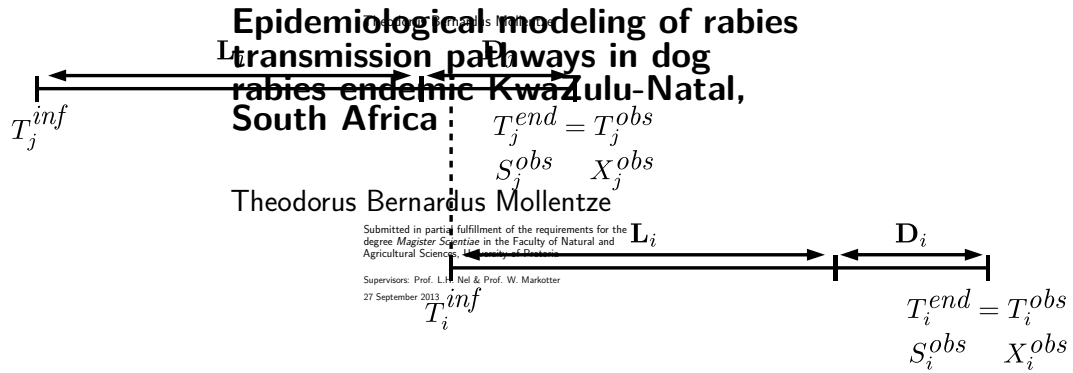 Theodorus Bernardus Mollentze
Epidemiological modeling of rabies
transmission pathways in dog
rabies endemic KwaZulu-Natal,
South Africa
L D
T_j^{inf}
T_j^{end} = T_j^{obs}
S_j^{obs} X_j^{obs}
Theodorus Bernardus Mollentze
Submitted in partial fulfillment of the requirements for the
degree Magister Scientiae in the Faculty of Natural and
Agricultural Sciences, University of Pretoria
L_i D_i
Supervisors: Prof. L.H. Nel & Prof. W. Markotter
27 September 2013
T_i^{inf}
T_i^{end} = T_i^{obs}
S_i^{obs} X_i^{obs}